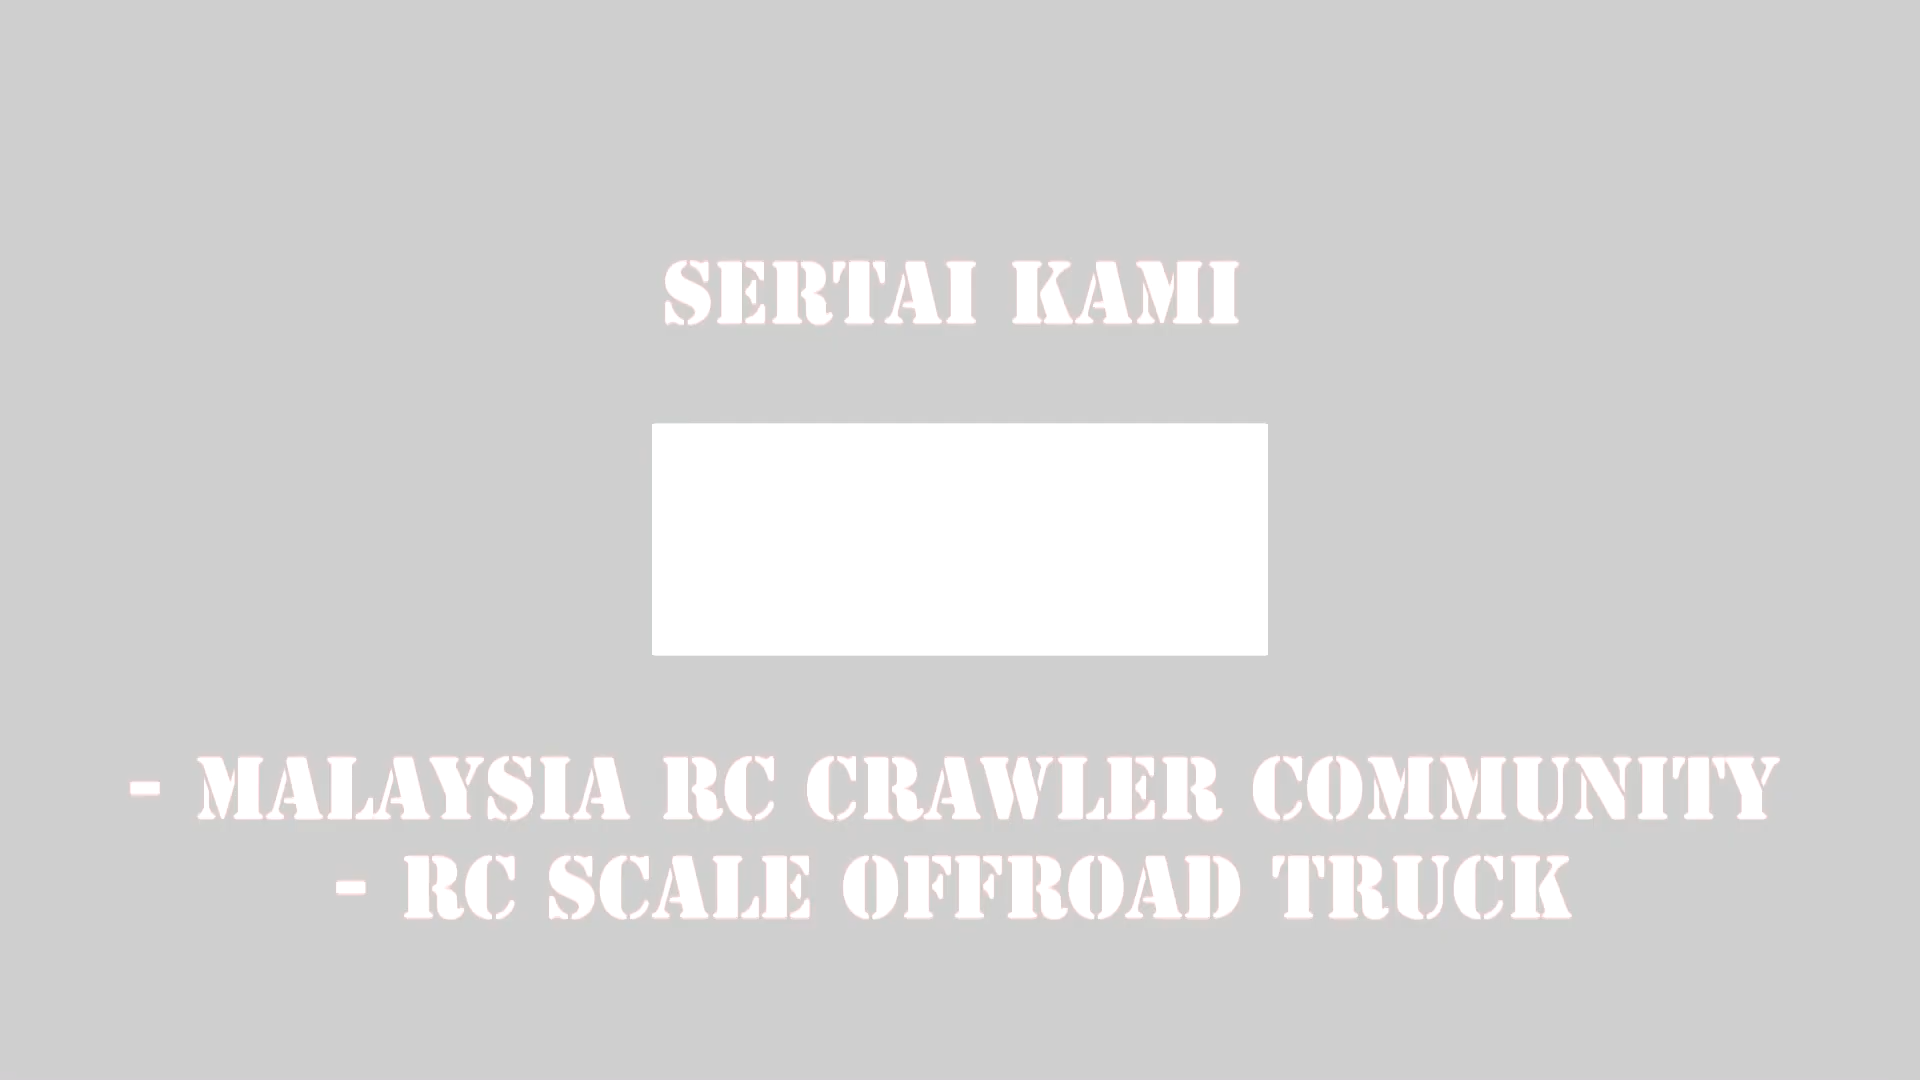 SERTAI KAMI
- MALAYSIA RC CRAWLER COMMUNITY
- RC SCALE OFFROAD TRUCK